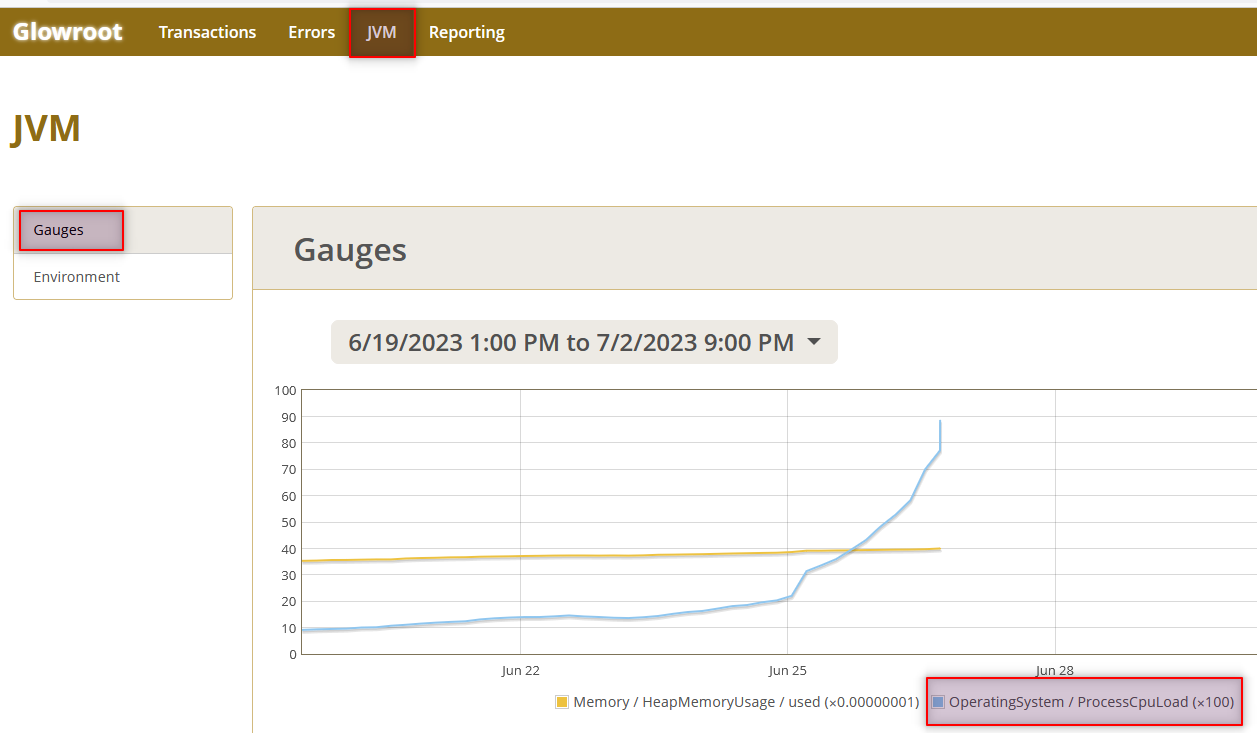 Glowroot Transactions Errors JVM Reporting
JVM
Gauges
Environment
Gauges
6/19/2023 1:00 PM to 7/2/2023 9:00 PM
100
90
80
70
60
50
40
30
20
10
0
Jun 22 Jun 25 Jun 28
Memory / HeapMemoryUsage / used (×0.00000001) OperatingSystem / ProcessCpuLoad (×100)